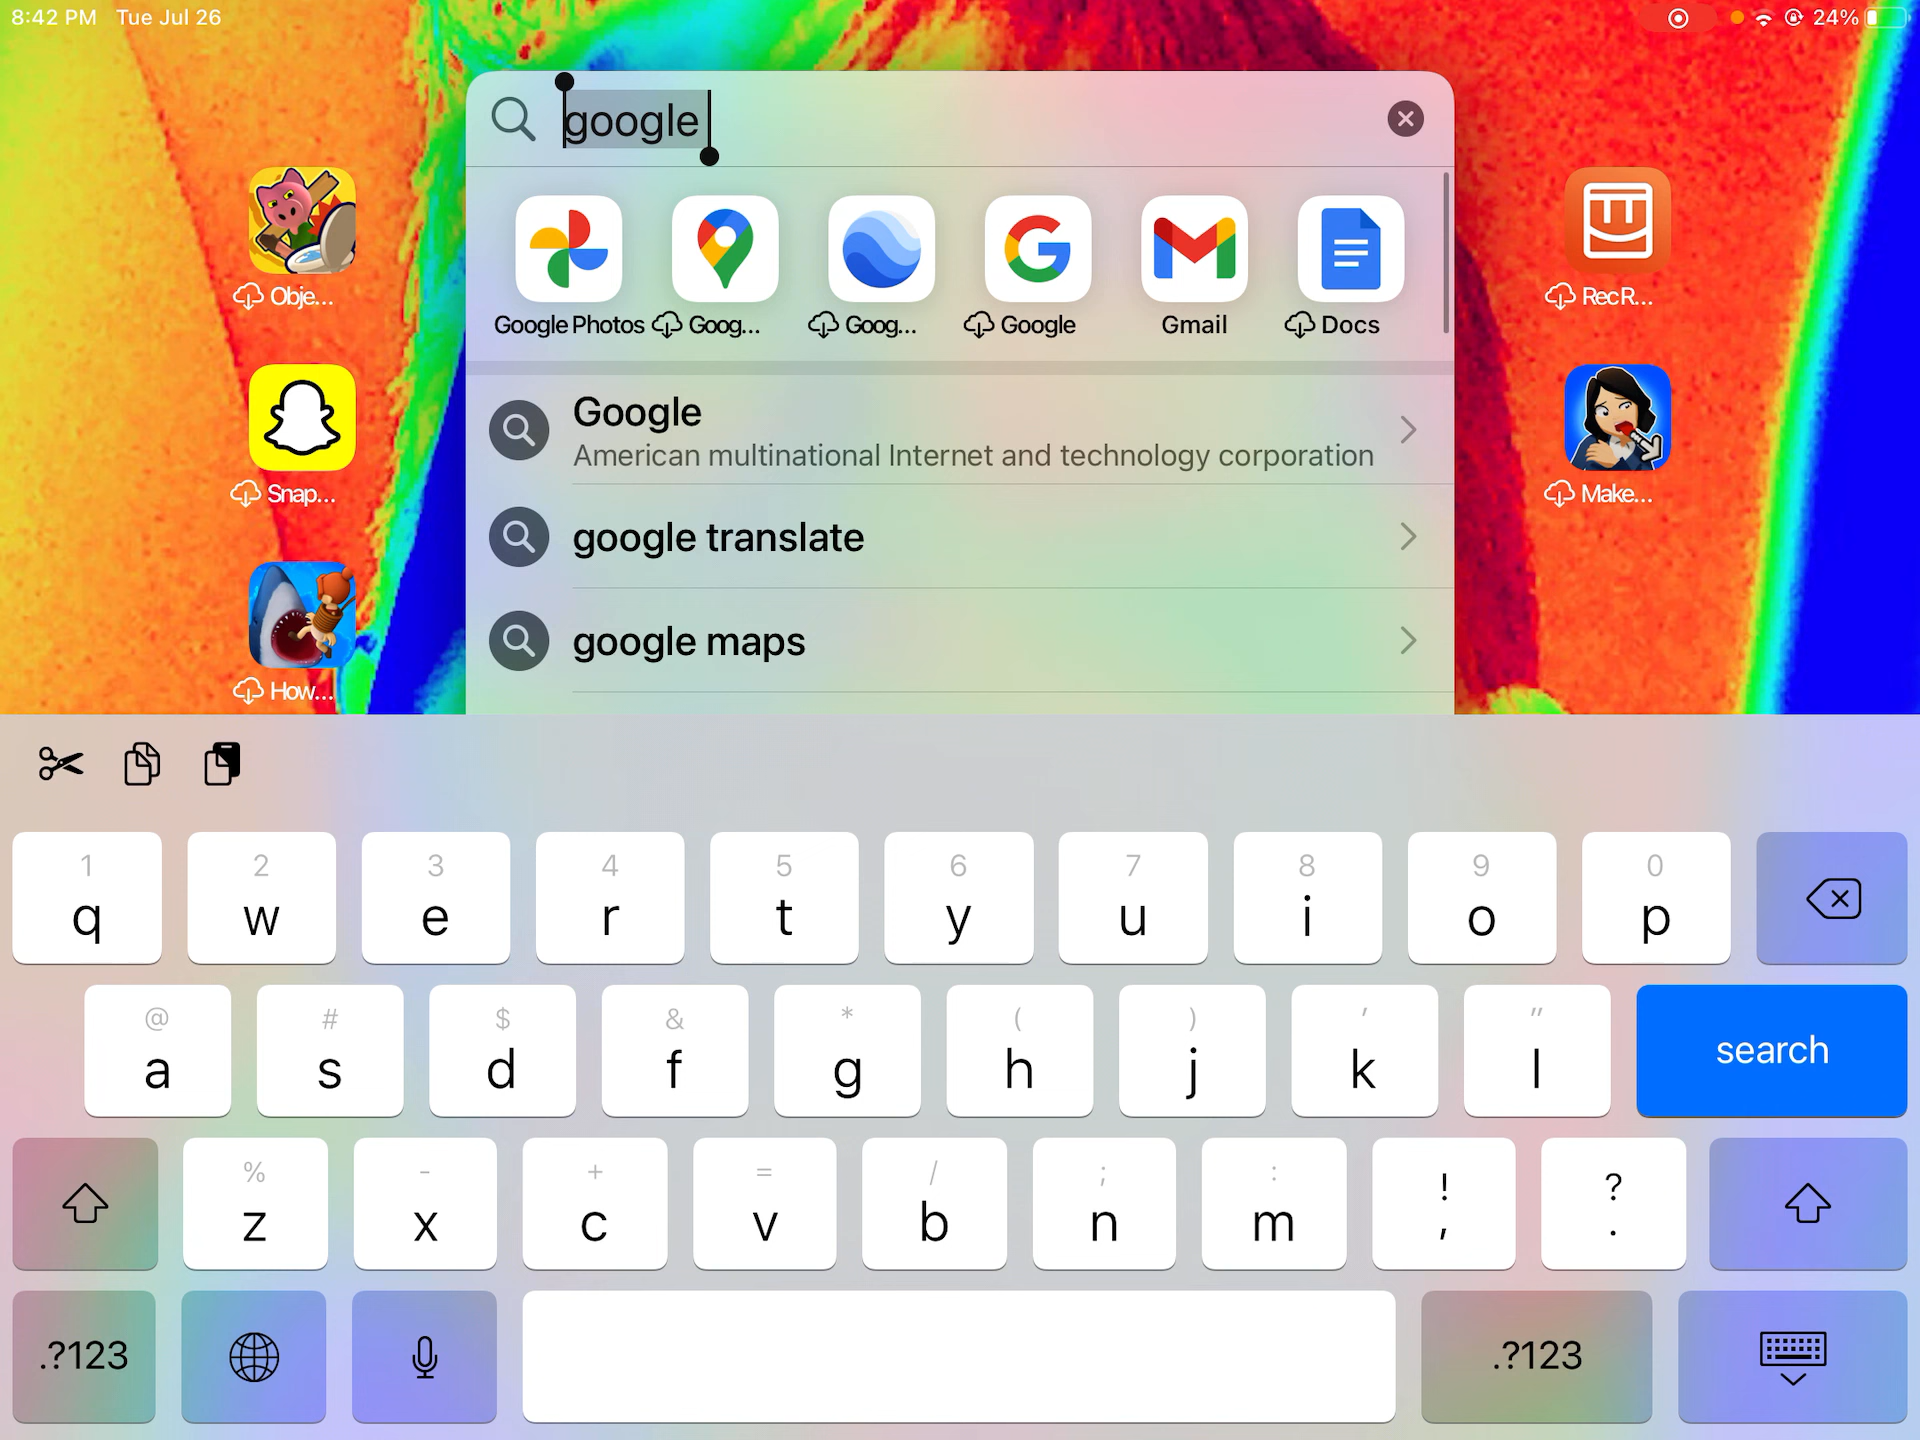 8:42 PM Tue Jul 26
24%
google
Google Photos
Goog...
Goog...
Google
Gmail
Docs
Obje...
RecR...
Google
American multinational Internet and technology corporation
Snap...
Make...
google translate
google maps
How...
1 2 3 4 5 6 7 8 9 0
q w e r t y u i o p
@ # $ & * ( ) ' "
a s d f g h j k l search
% - + = / ; : ! ?
z x c v b n m , .
.?123 .?123